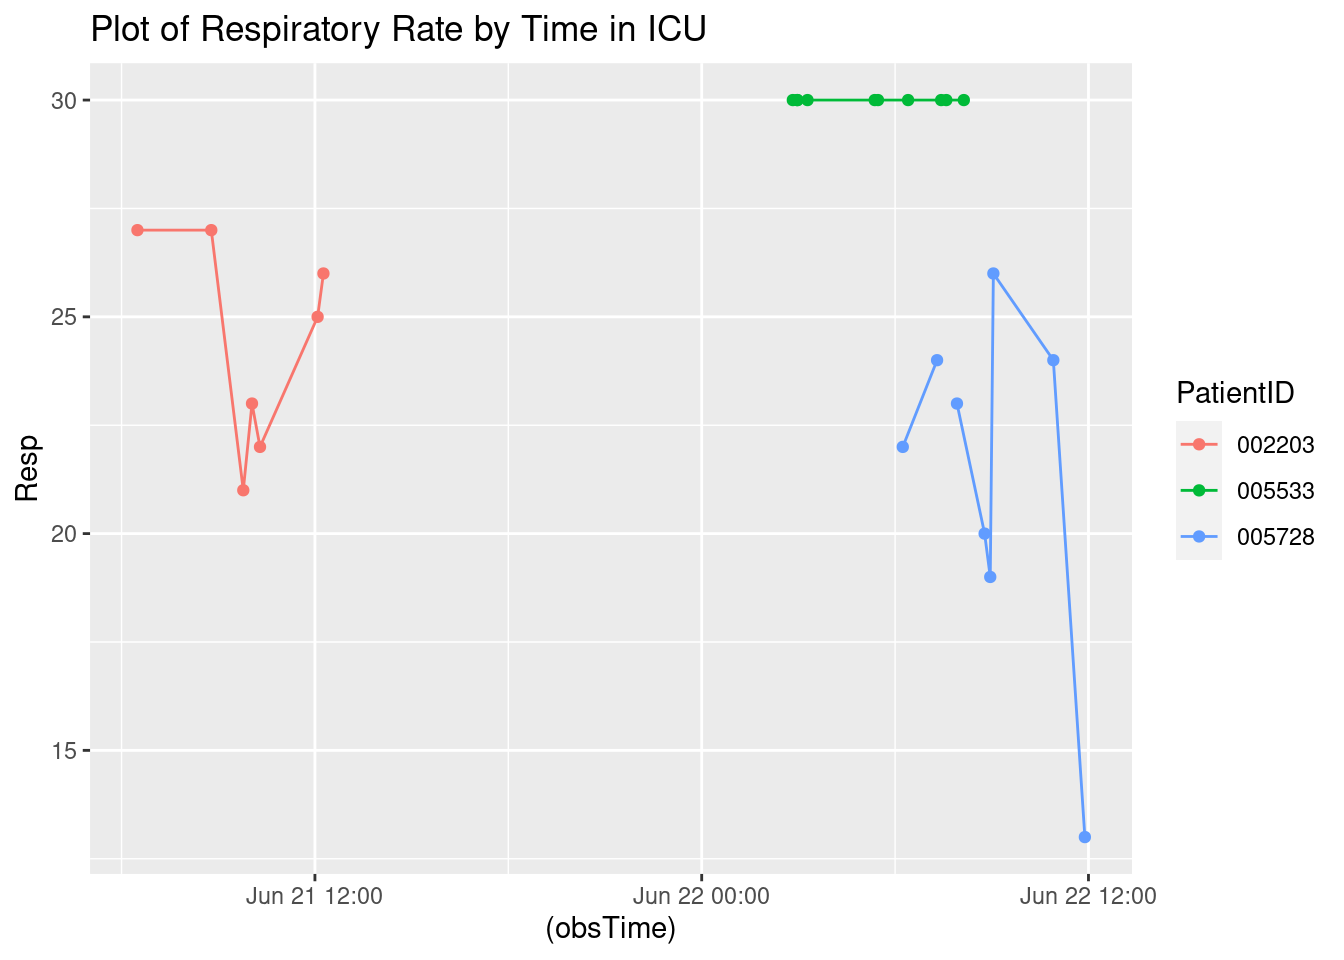 Plot of Respiratory Rate by Time in ICU
30
25
20
15
Resp
Jun 21 12:00
Jun 22 00:00
Jun 22 12:00
(obsTime)
PatientID
002203
005533
005728